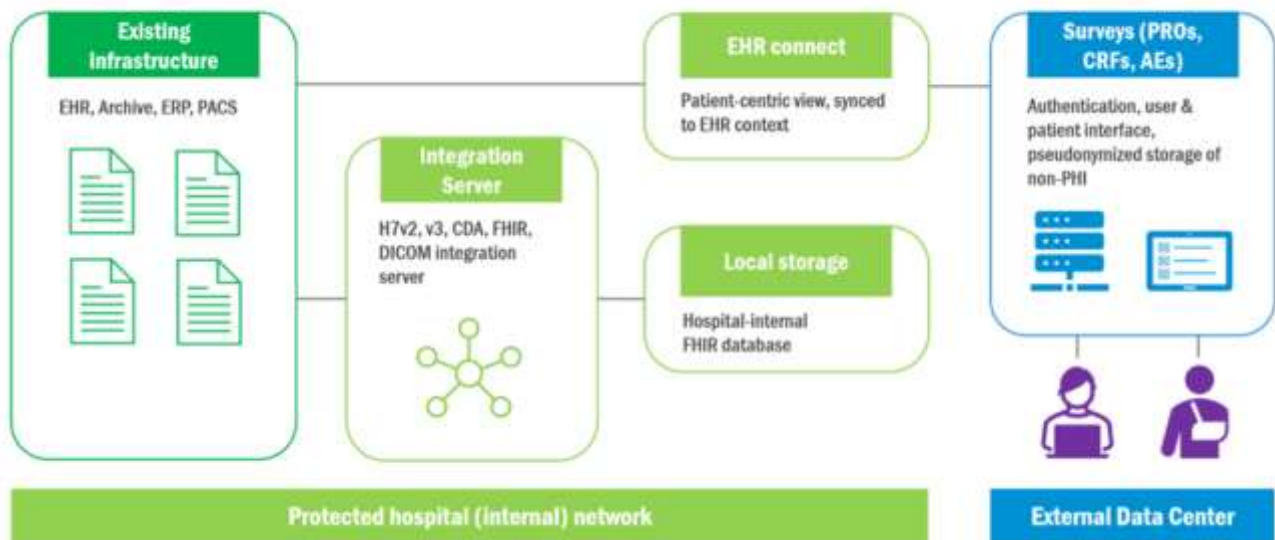 Existing
infrastructure
EHR, Archive, ERP, PACS
Integration
Server
H7v2, v3, CDA, FHIR,
DICOM integration
server
EHR connect
Patient-centric view, synced
to EHR context
Local storage
Hospital-internal
FHIR database
Surveys (PROs,
CRFs, AEs)
Authentication, user &
patient interface,
pseudonymized storage of
non-PHI
Protected hospital (internal) network
External Data Center